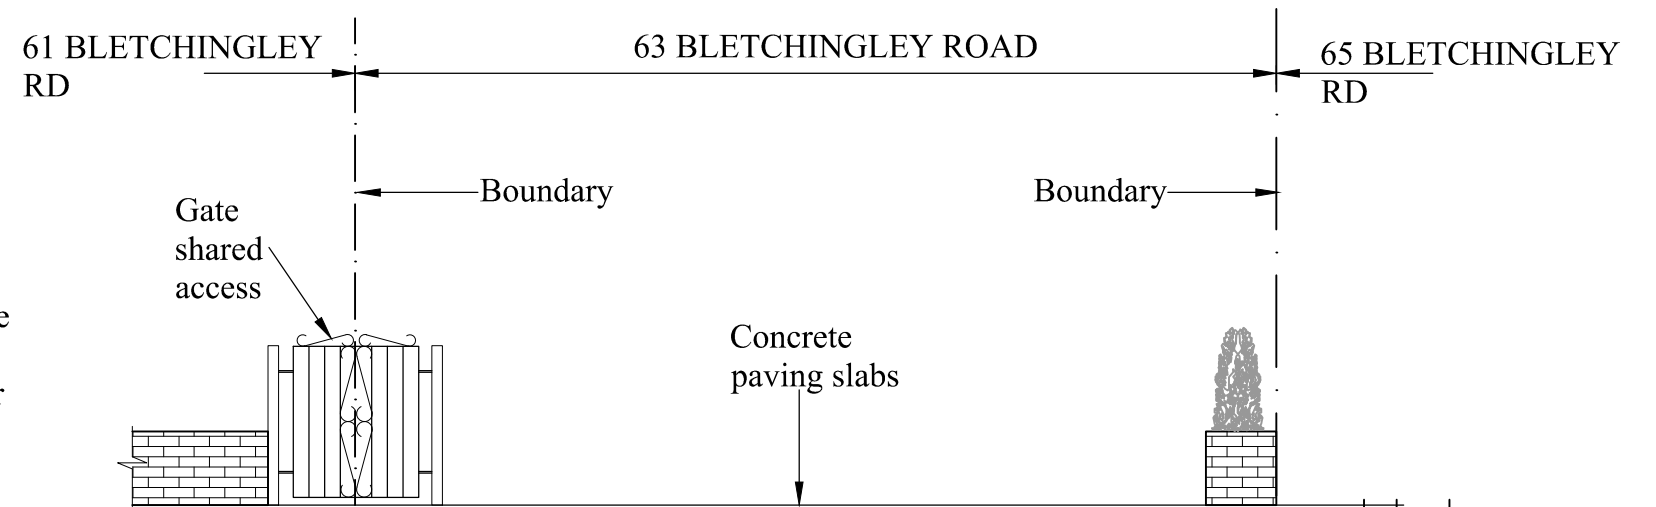 61 BLETCHINGLEY
RD
63 BLETCHINGLEY ROAD
65 BLETCHINGLEY
RD
Boundary
Boundary
Gate
shared
access
Concrete
paving slabs